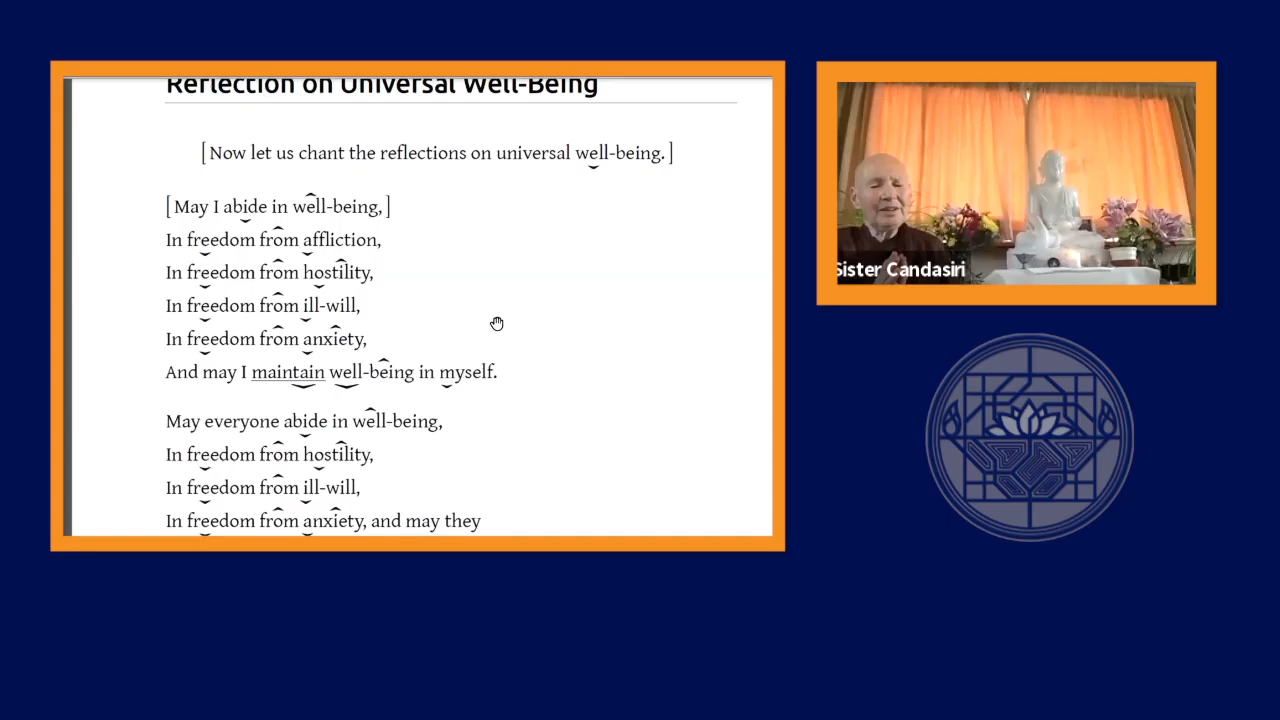 Reflection on Universal Well-Being
[Now let us chant the reflections on universal well-being.]
[May I abide in well-being,]
In freedom from affliction,
In freedom from hostility,
In freedom from ill-will,
In freedom from anxiety,
And may I maintain well-being in myself.
May everyone abide in well-being,
In freedom from hostility,
In freedom from ill-will,
In freedom from anxiety, and may they
Sister Candasiri